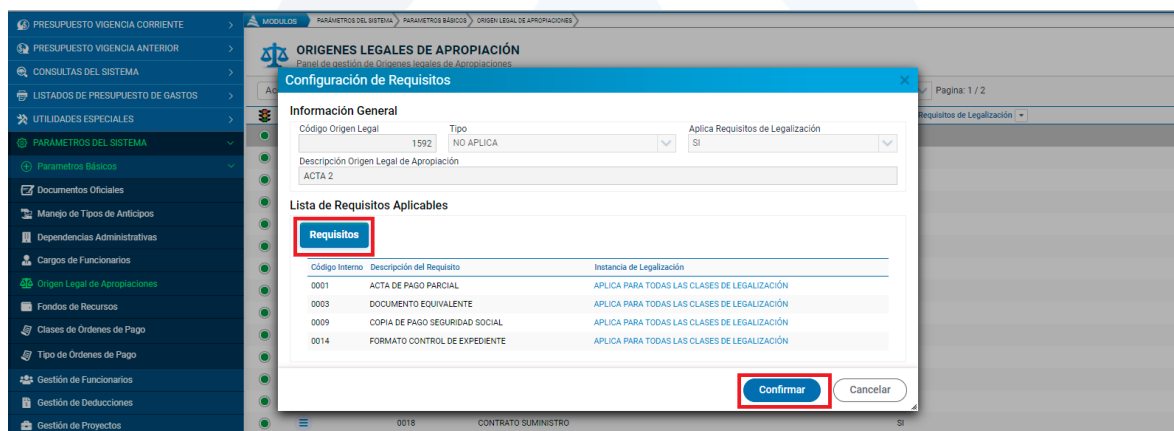 PRESUPUESTO VIGENCIA CORRIENTE
PRESUPUESTO VIGENCIA ANTERIOR
CONSULTAS DEL SISTEMA
LISTADOS DE PRESUPUESTO DE GASTOS
UTILIDADES ESPECIALES
PARÁMETROS DEL SISTEMA
Parametros Básicos
Documentos Oficiales
Manejo de Tipos de Anticipos
Dependencias Administrativas
Cargos de Funcionarios
Origen Legal de Apropiaciones
Fondos de Recursos
Clases de Órdenes de Pago
Tipo de Órdenes de Pago
Gestión de Funcionarios
Gestión de Deducciones
Gestión de Proyectos
MODULOS PARÁMETROS DEL SISTEMA PARAMETROS BÁSICOS ORIGEN LEGAL DE APROPIACIONES
ORIGENES LEGALES DE APROPIACIÓN
Panel de gestión de Orígenes legales de Apropiaciones
Ac
Pagina: 1 / 2
Requisitos de Legalización
Configuración de Requisitos
Información General
Código Origen Legal Tipo Aplica Requisitos de Legalización
1592 NO APLICA SI
Descripción Origen Legal de Apropiación
ACTA 2
Lista de Requisitos Aplicables
Requisitos
Código Interno Descripción del Requisito Instancia de Legalización
0001 ACTA DE PAGO PARCIAL APLICA PARA TODAS LAS CLASES DE LEGALIZACIÓN
0003 DOCUMENTO EQUIVALENTE APLICA PARA TODAS LAS CLASES DE LEGALIZACIÓN
0009 COPIA DE PAGO SEGURIDAD SOCIAL APLICA PARA TODAS LAS CLASES DE LEGALIZACIÓN
0014 FORMATO CONTROL DE EXPEDIENTE APLICA PARA TODAS LAS CLASES DE LEGALIZACIÓN
Confirmar Cancelar
0018 CONTRATO SUMINISTRO SI